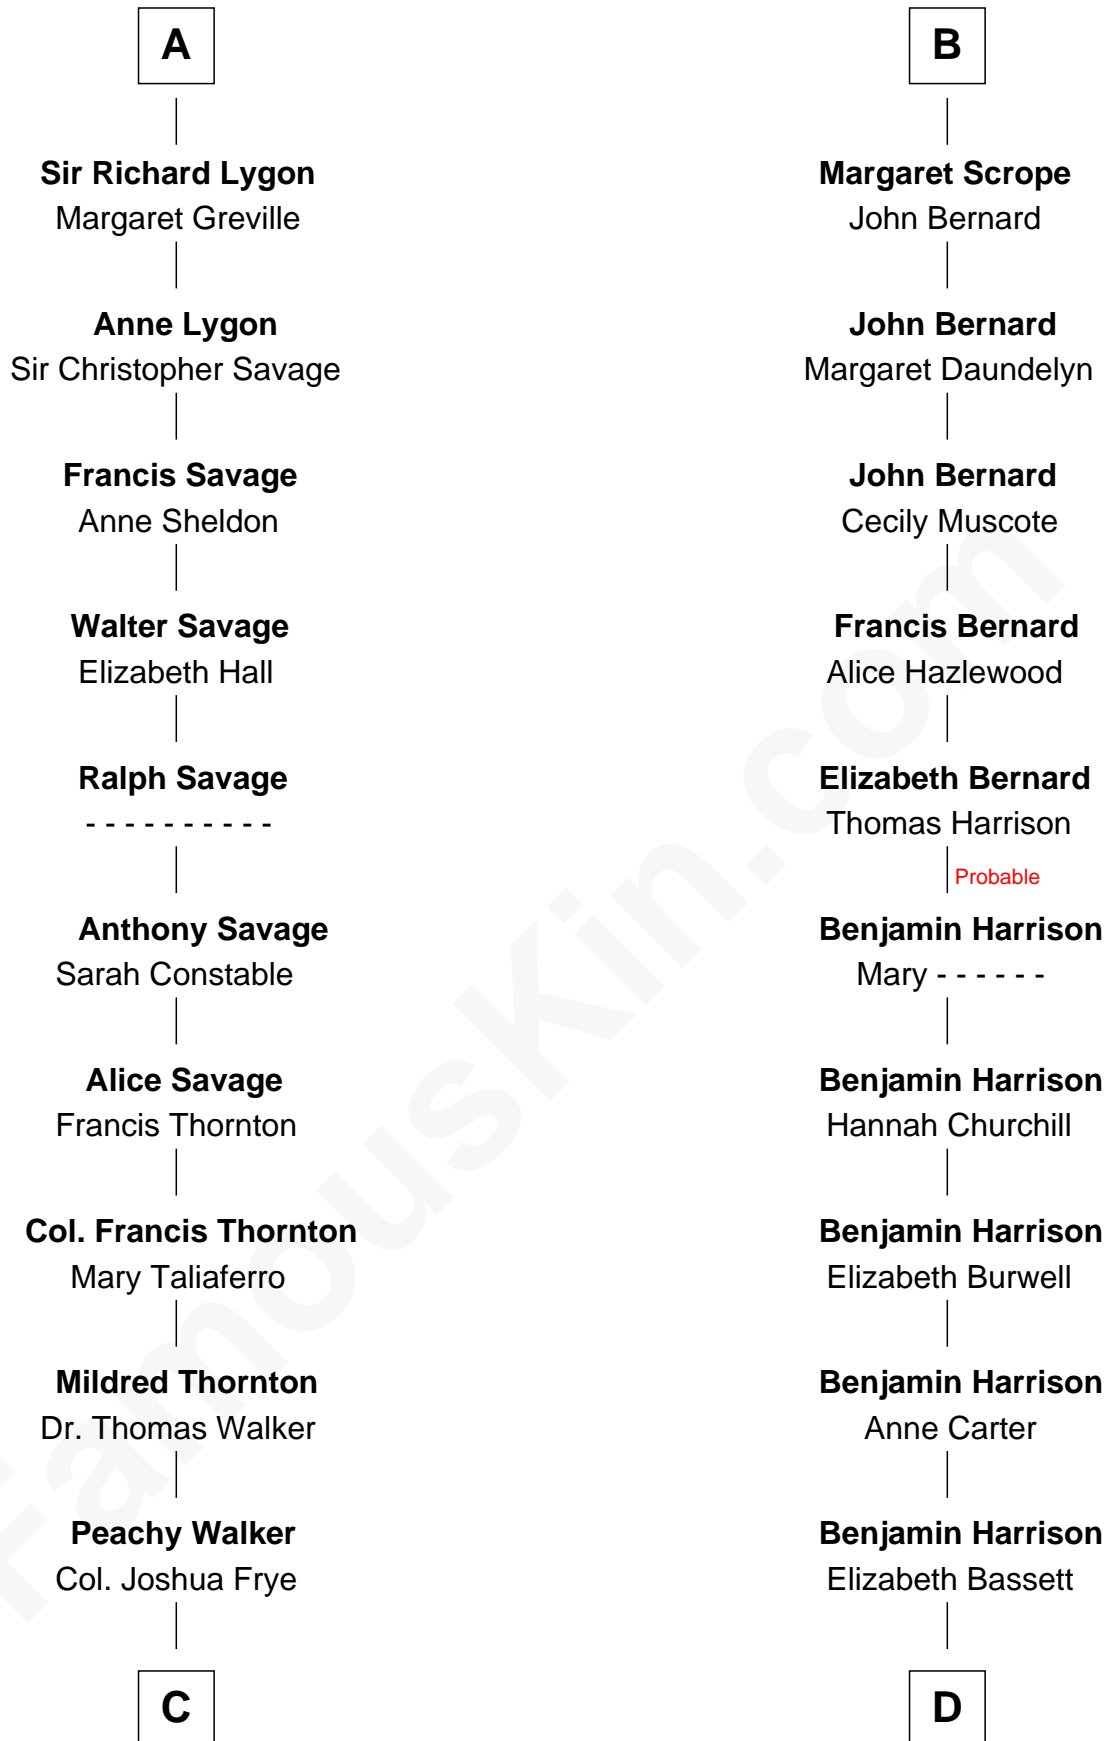 A
Sir Richard Lygon
Margaret Greville
Anne Lygon
Sir Christopher Savage
Francis Savage
Anne Sheldon
Walter Savage
Elizabeth Hall
Ralph Savage
- - - - - - - - - -
Anthony Savage
Sarah Constable
Alice Savage
Francis Thornton
Col. Francis Thornton
Mary Taliaferro
Mildred Thornton
Dr. Thomas Walker
Peachy Walker
Col. Joshua Frye
C
B
Margaret Scrope
John Bernard
John Bernard
Margaret Daundelyn
John Bernard
Cecily Muscote
Francis Bernard
Alice Hazlewood
Elizabeth Bernard
Thomas Harrison
Probable
Benjamin Harrison
Mary - - - - - -
Benjamin Harrison
Hannah Churchill
Benjamin Harrison
Elizabeth Burwell
Benjamin Harrison
Anne Carter
Benjamin Harrison
Elizabeth Bassett
D
FamousKin.com